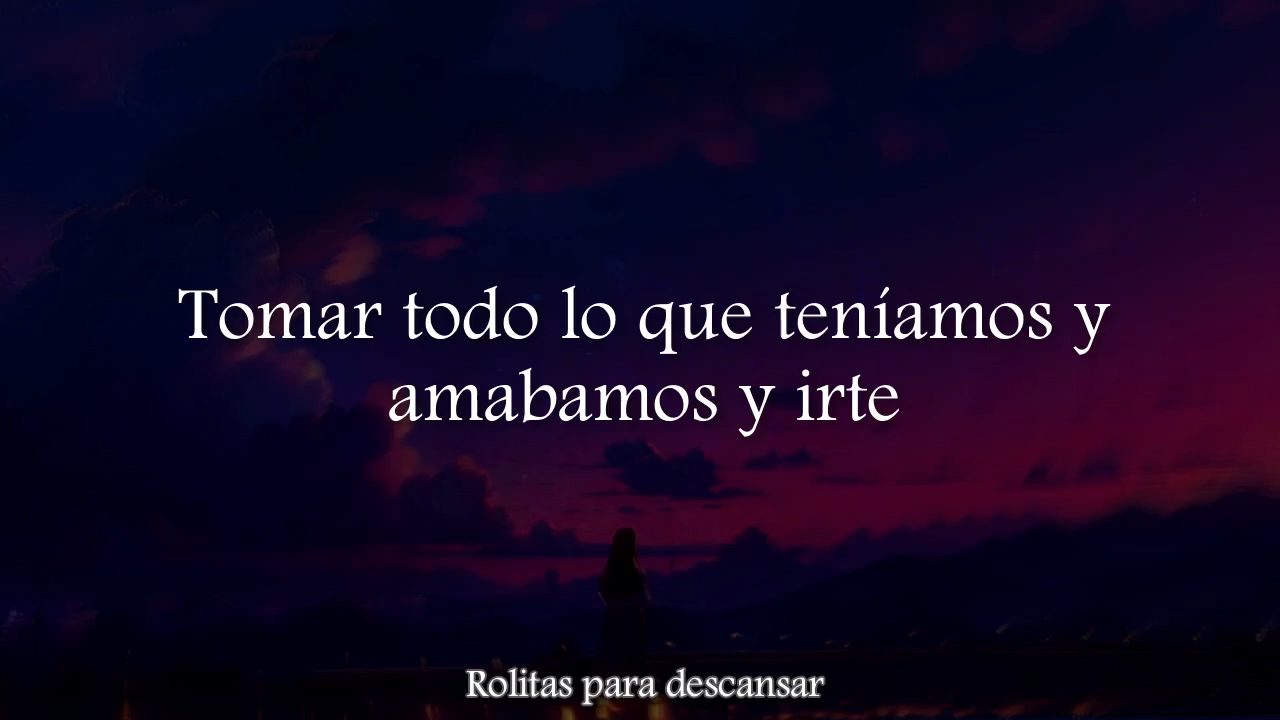 Tomar todo lo que teníamos y
amabamos y irte
Rolitas para descansar